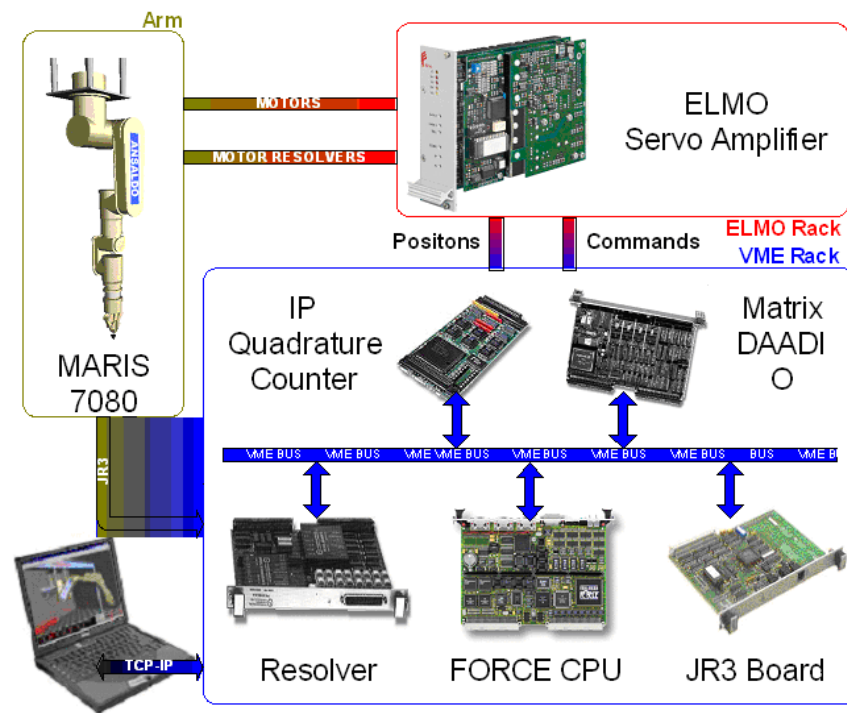 Arm
MOTORS
MOTOR RESOLVERS
ANSALDO
MARIS
7080
ELMO
Servo Amplifier
Positons
Commands
ELMO Rack
VME Rack
IP
Quadrature
Counter
Matrix
DAADI
O
VME BUS VME BUS VME VME BUS VME BUS VME BUS VME BUS BUS VME BU
JR3
TCP-IP
Resolver
FORCE CPU
JR3 Board